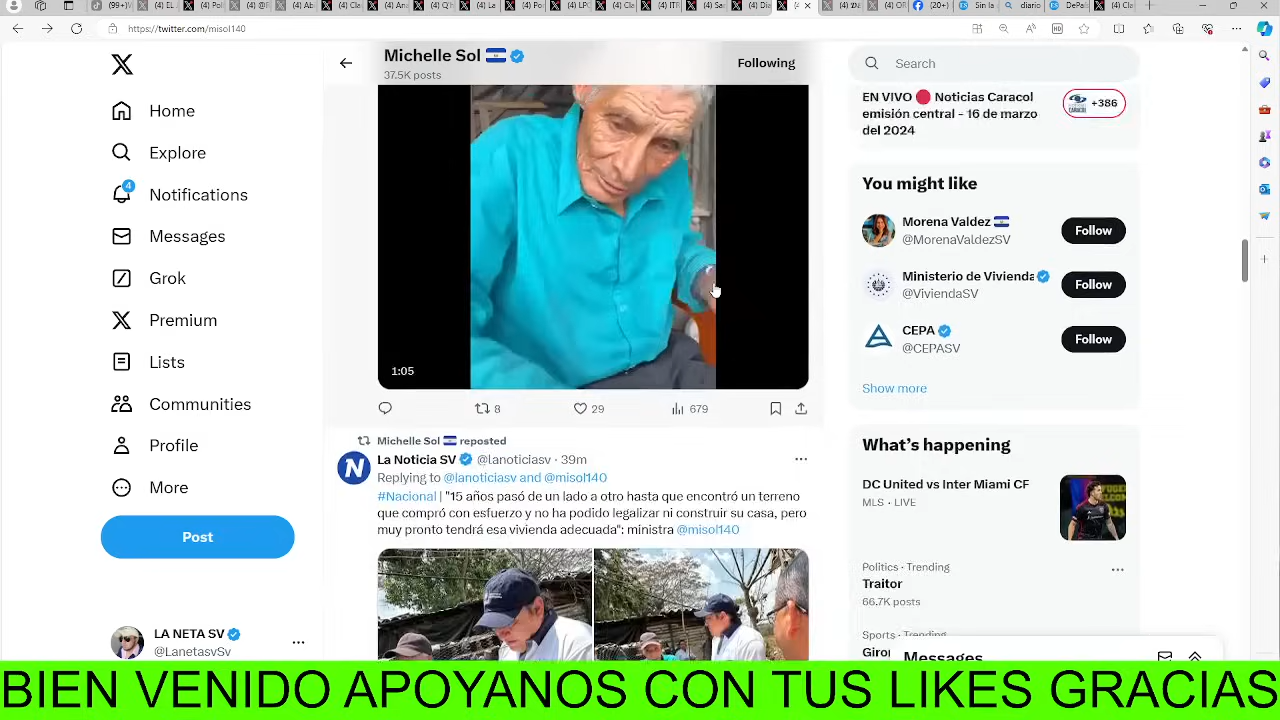 (99+)
https://twitter.com/misol140
Home
Explore
4
Notifications
Messages
Grok
Premium
Lists
Communities
Profile
More
Post
LA NETA SV
@LanetasvSv
Michelle Sol
37.5K posts
Following
1:05
8
29
679
Michelle Sol reposted
La Noticia SV @lanoticiasv · 39m
Replying to @lanoticiasv and @misol140
#Nacional | "15 años pasó de un lado a otro hasta que encontró un terreno
que compró con esfuerzo y no ha podido legalizar ni construir su casa, pero
muy pronto tendrá esa vivienda adecuada": ministra @misol140
Search
EN VIVO 🔴 Noticias Caracol
emisión central - 16 de marzo
del 2024
+386
You might like
Morena Valdez
@MorenaValdezSV
Follow
Ministerio de Vivienda
@ViviendaSV
Follow
CEPA
@CEPASV
Follow
Show more
What's happening
DC United vs Inter Miami CF
MLS · LIVE
Politics · Trending
Traitor
66.7K posts
Sports · Trending
Messages
BIEN VENIDO APOYANOS CON TUS LIKES GRACIAS